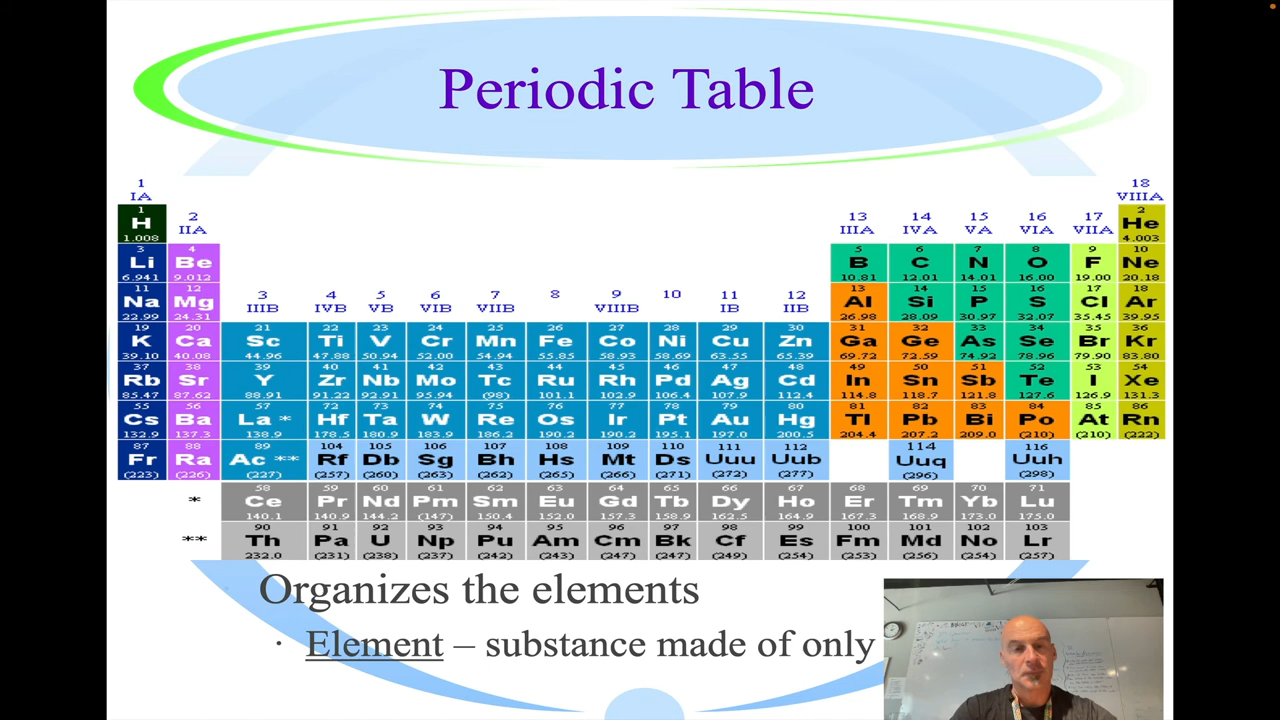 Periodic Table
1 18
IA VIIIA
1 2 13 14 15 16 17 2
H IIA IIIA IVA VA VIA VIIA He
1.008 4.003
3 4 5 6 7 8 9 10
Li Be B C N O F Ne
6.941 9.012 10.81 12.01 14.01 16.00 19.00 20.18
11 12 3 4 5 6 7 8 9 10 11 12 13 14 15 16 17 18
Na Mg IIIB IVB VB VIB VIIB VIIIB IB IIB Al Si P S Cl Ar
22.99 24.31 26.98 28.09 30.97 32.07 35.45 39.95
19 20 21 22 23 24 25 26 27 28 29 30 31 32 33 34 35 36
K Ca Sc Ti V Cr Mn Fe Co Ni Cu Zn Ga Ge As Se Br Kr
39.10 40.08 44.96 47.88 50.94 52.00 54.94 55.85 58.93 58.69 63.55 65.39 69.72 72.59 74.92 78.96 79.90 83.80
37 38 39 40 41 42 43 44 45 46 47 48 49 50 51 52 53 54
Rb Sr Y Zr Nb Mo Tc Ru Rh Pd Ag Cd In Sn Sb Te I Xe
85.47 87.62 88.91 91.22 92.91 95.94 (98) 101.1 102.9 106.4 107.9 112.4 114.8 118.7 121.8 127.6 126.9 131.3
55 56 57 72 73 74 75 76 77 78 79 80 81 82 83 84 85 86
Cs Ba La * Hf Ta W Re Os Ir Pt Au Hg Tl Pb Bi Po At Rn
132.9 137.3 138.9 178.5 180.9 183.9 186.2 190.2 190.2 195.1 197.0 200.5 204.4 207.2 209.0 (210) (210) (222)
87 88 89 104 105 106 107 108 109 110 111 112 114 116
Fr Ra Ac ** Rf Db Sg Bh Hs Mt Ds Uuu Uub Uuq Uuh
(223) (226) (227) (257) (260) (263) (262) (265) (266) (271) (272) (277) (296) (298)
58 59 60 61 62 63 64 65 66 67 68 69 70 71
* Ce Pr Nd Pm Sm Eu Gd Tb Dy Ho Er Tm Yb Lu
140.1 140.9 144.2 (147) 150.4 152.0 157.3 158.9 162.5 164.9 167.3 168.9 173.0 175.0
90 91 92 93 94 95 96 97 98 99 100 101 102 103
** Th Pa U Np Pu Am Cm Bk Cf Es Fm Md No Lr
232.0 (231) (238) (237) (242) (243) (247) (247) (249) (254) (253) (256) (254) (257)
Organizes the elements
· Element – substance made of only